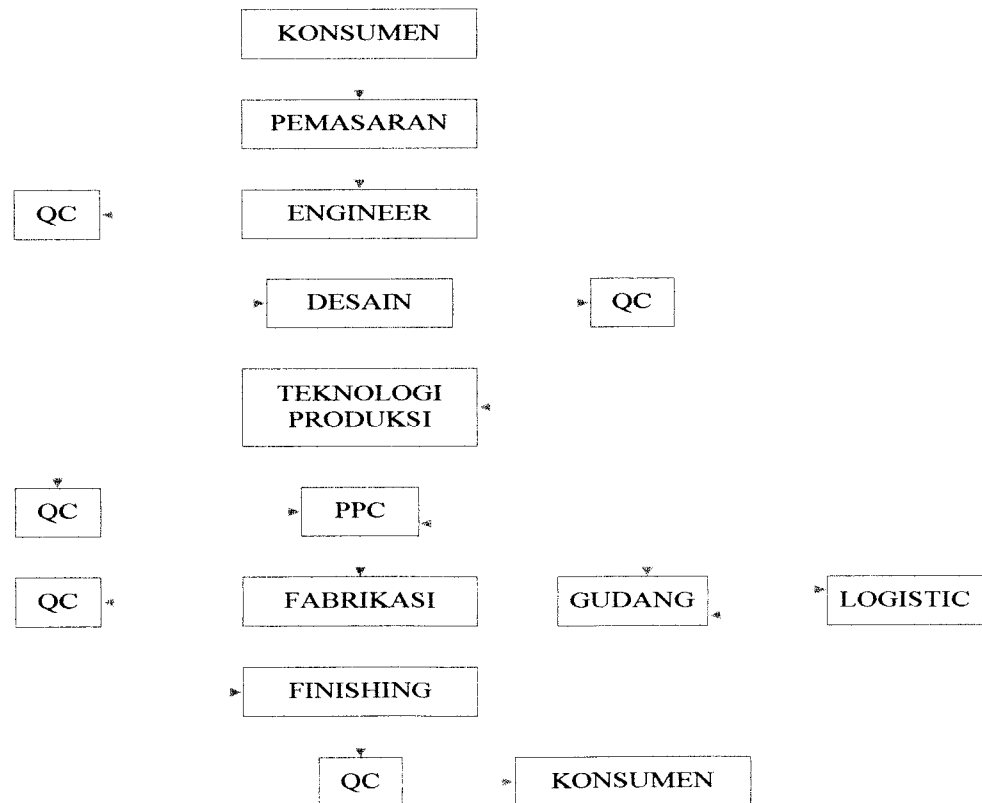 KONSUMEN
PEMASARAN
QC
ENGINEER
DESAIN
QC
TEKNOLOGI
PRODUKSI
QC
PPC
QC
FABRIKASI
GUDANG
LOGISTIC
FINISHING
QC
KONSUMEN